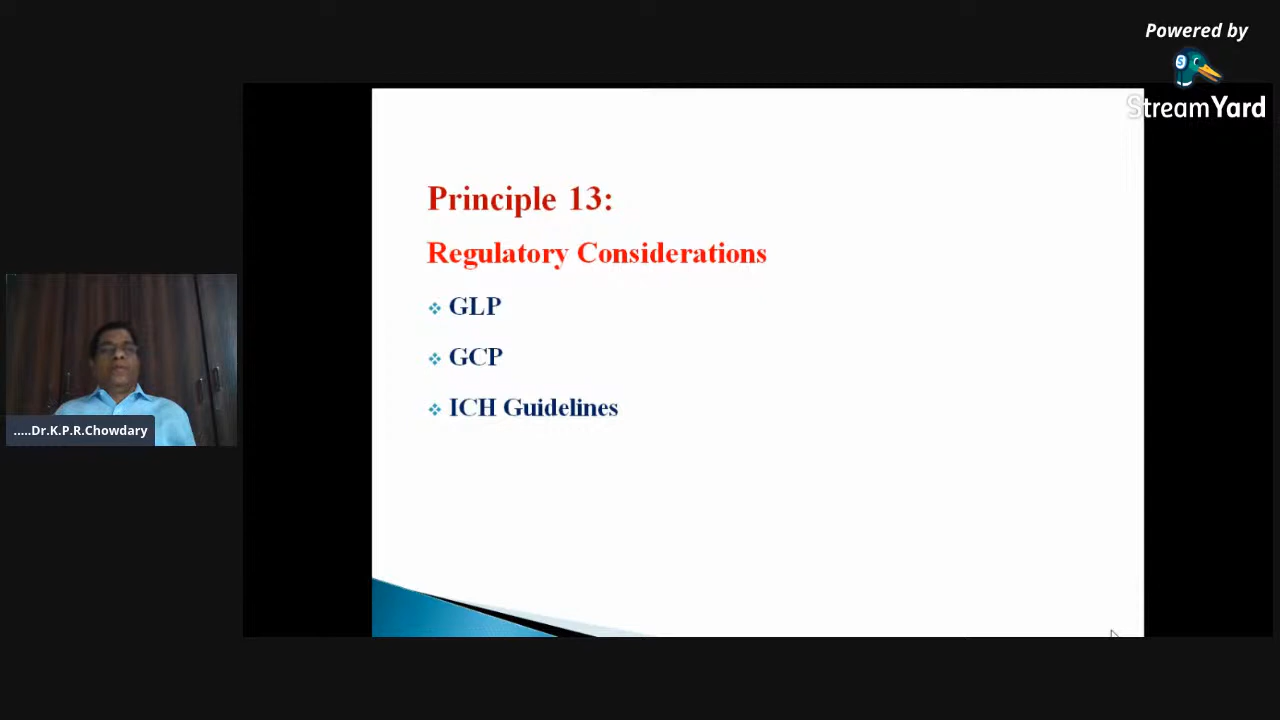 Powered by
StreamYard
Principle 13:
Regulatory Considerations
GLP
GCP
ICH Guidelines
.....Dr.K.P.R.Chowdary